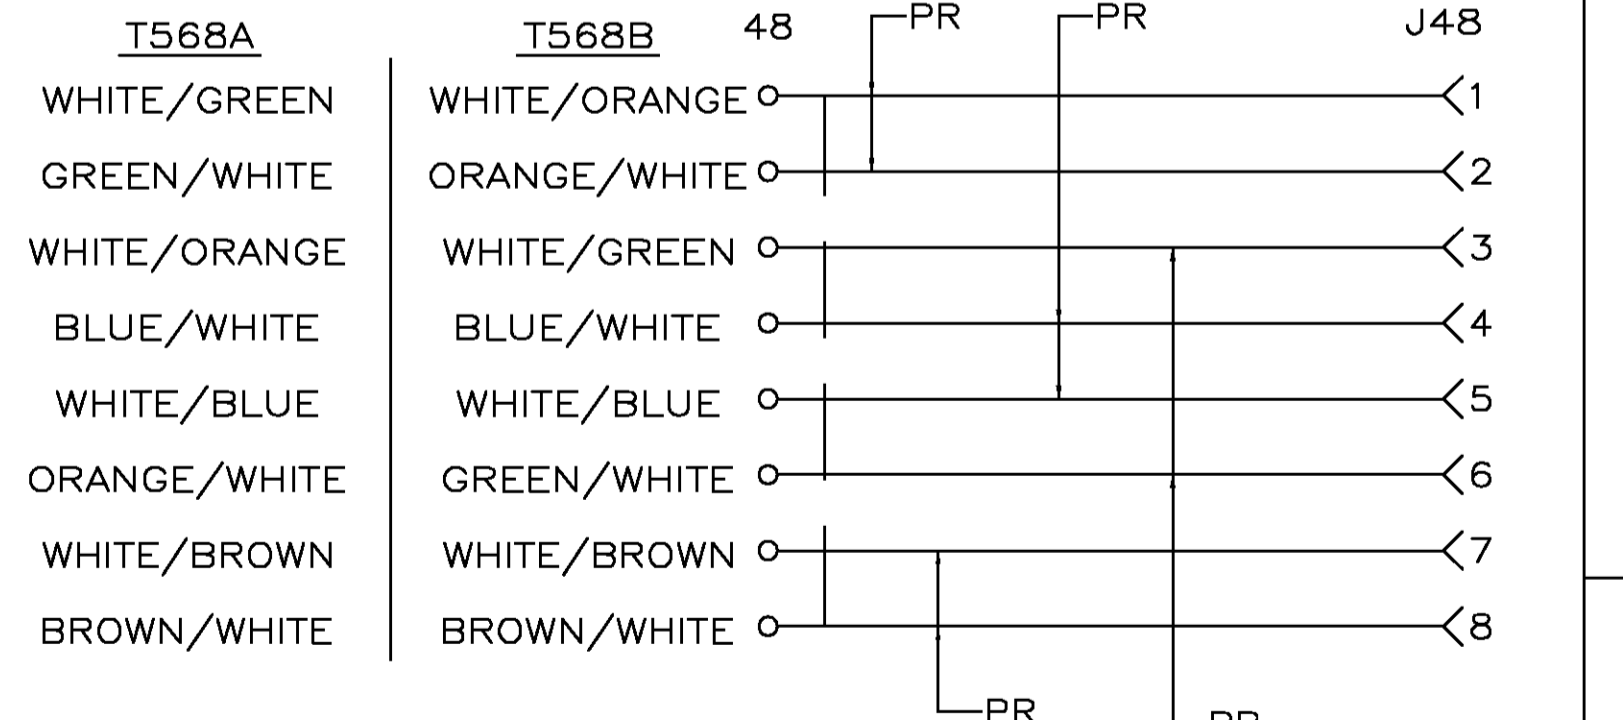 T568A T568B 48 PR PR J48
WHITE/GREEN WHITE/ORANGE 1
GREEN/WHITE ORANGE/WHITE 2
WHITE/ORANGE WHITE/GREEN 3
BLUE/WHITE BLUE/WHITE 4
WHITE/BLUE WHITE/BLUE 5
ORANGE/WHITE GREEN/WHITE 6
WHITE/BROWN WHITE/BROWN 7
BROWN/WHITE BROWN/WHITE 8
PR PR